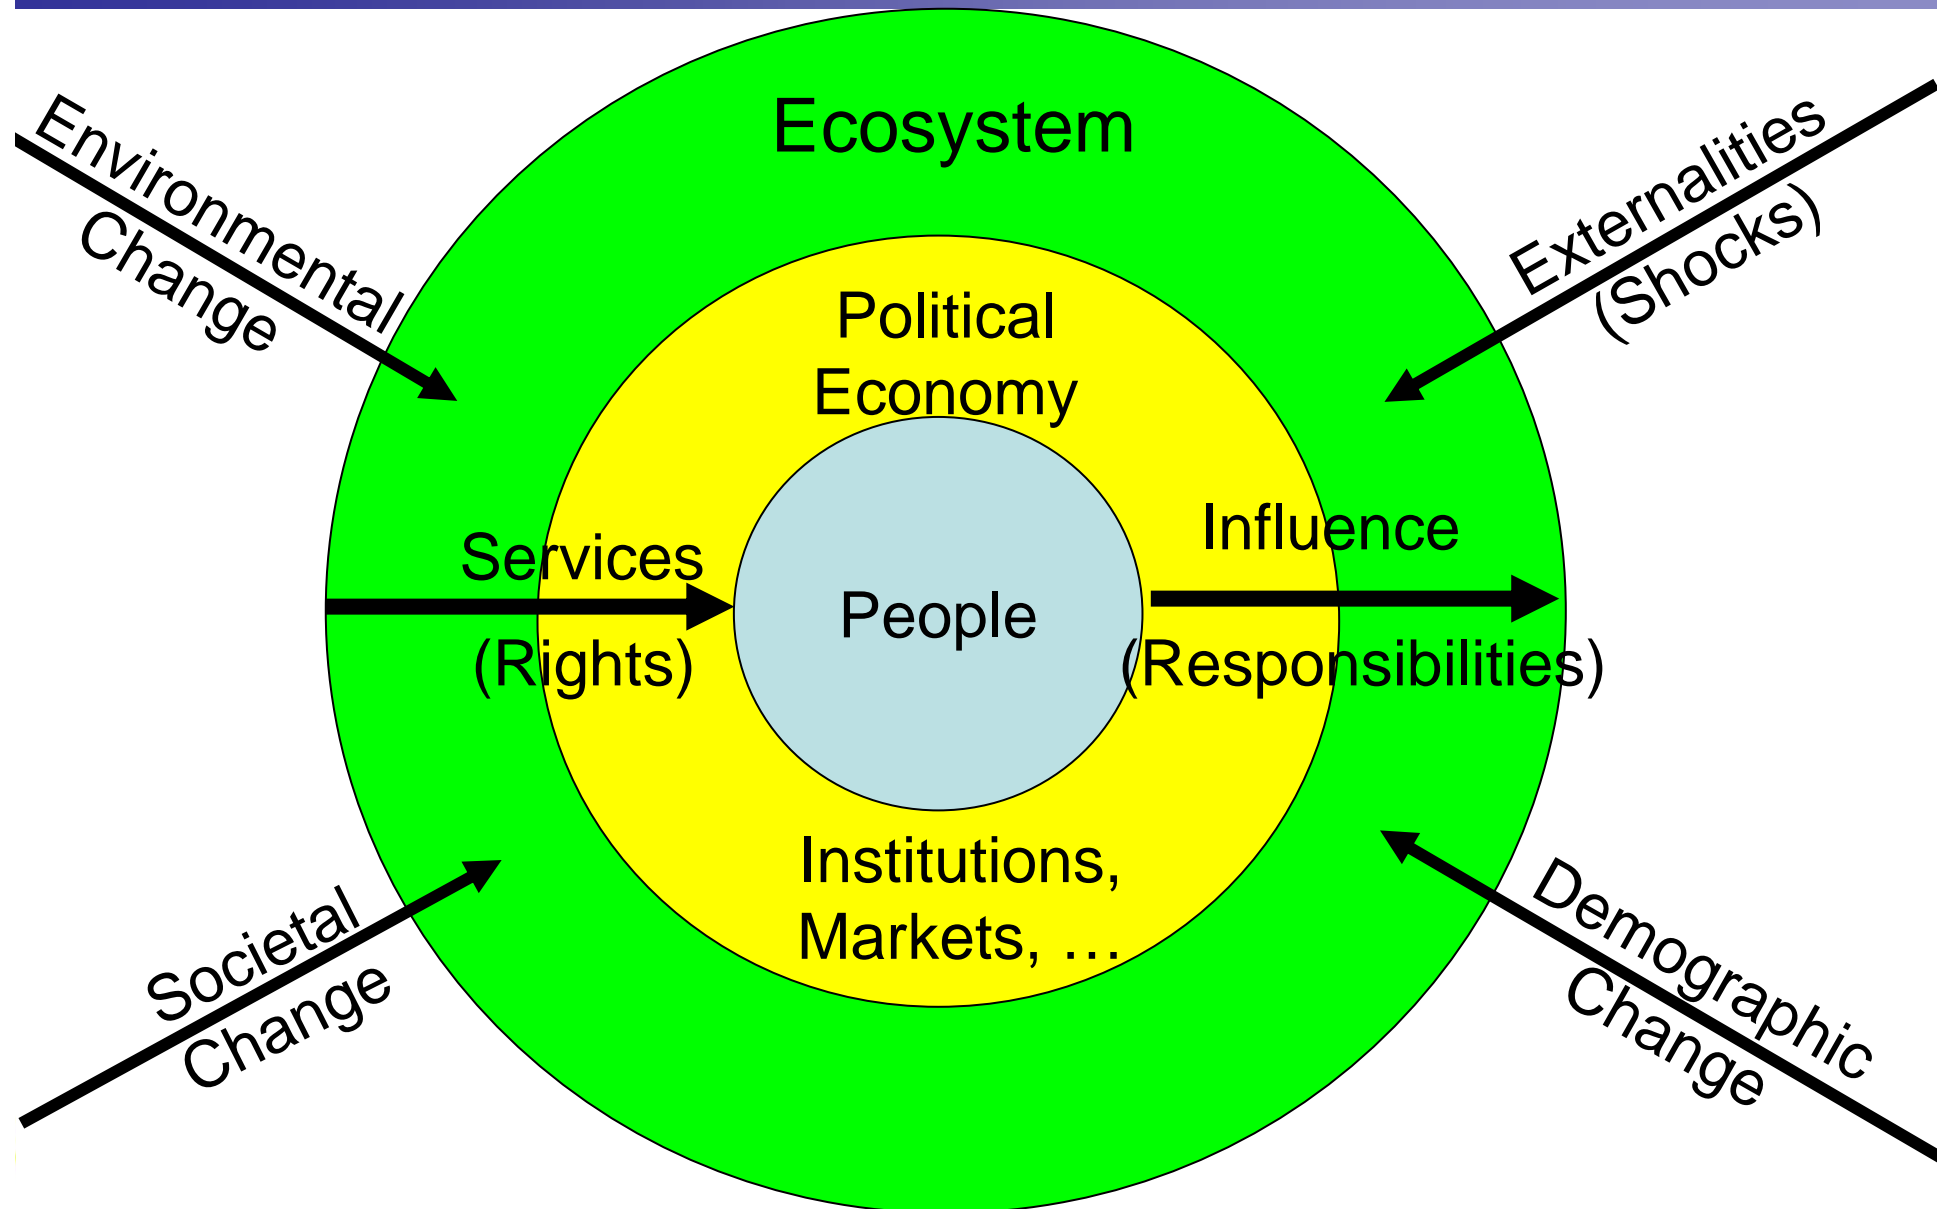 Ecosystem
Environmental
Change
Externalities
(Shocks)
Political
Economy
Services
(Rights)
People
Influence
(Responsibilities)
Institutions,
Markets, …
Societal
Change
Demographic
Change